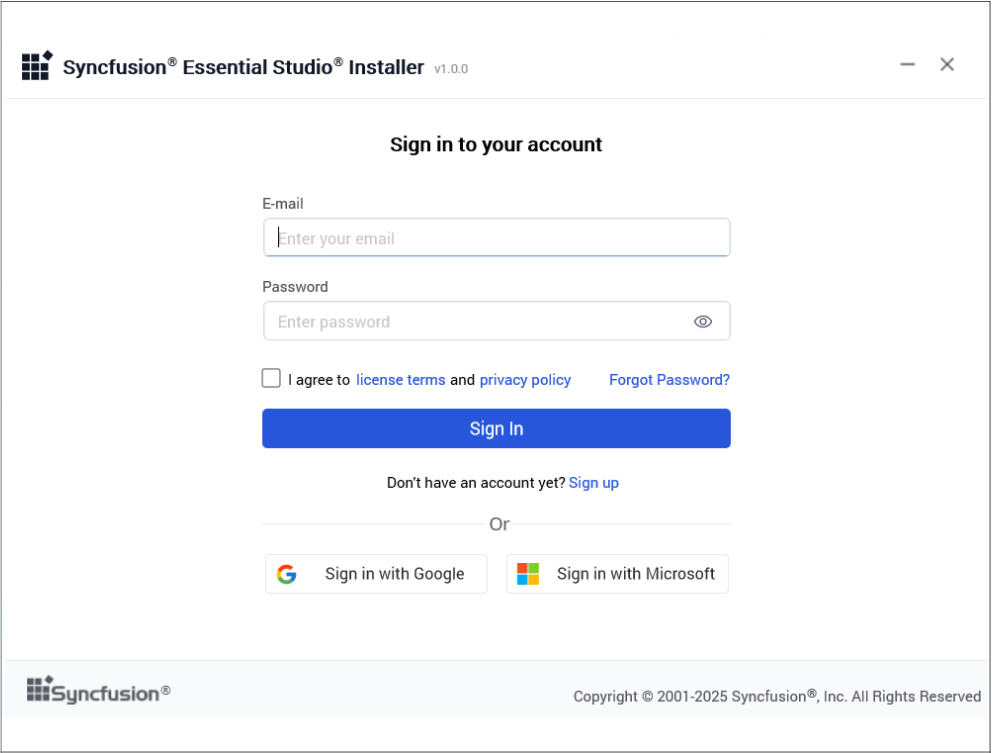 Syncfusion® Essential Studio® Installer v1.0.0
Sign in to your account
E-mail
Enter your email
Password
Enter password
I agree to license terms and privacy policy Forgot Password?
Sign In
Don't have an account yet? Sign up
Or
Sign in with Google Sign in with Microsoft
Syncfusion®
Copyright © 2001-2025 Syncfusion®, Inc. All Rights Reserved